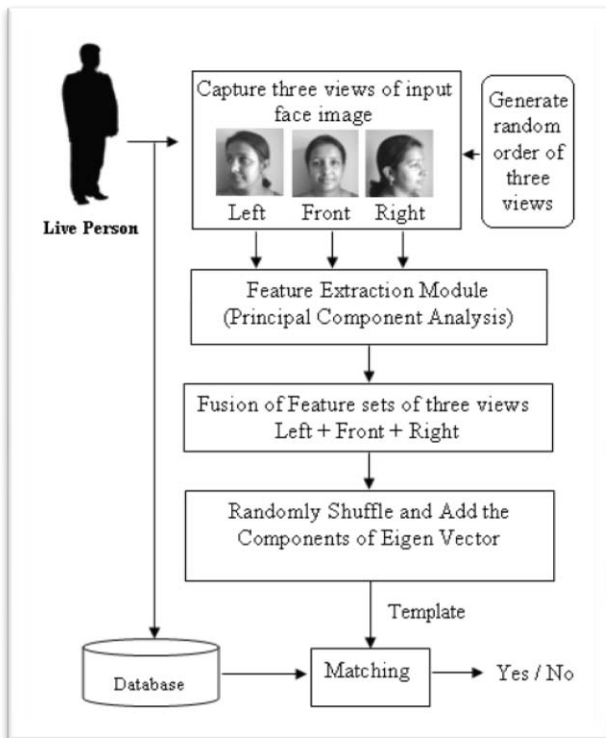 Capture three views of input
face image
Left Front Right
Generate
random
order of
three
views
Live Person
Feature Extraction Module
(Principal Component Analysis)
Fusion of Feature sets of three views
Left + Front + Right
Randomly Shuffle and Add the
Components of Eigen Vector
Template
Database
Matching
Yes / No